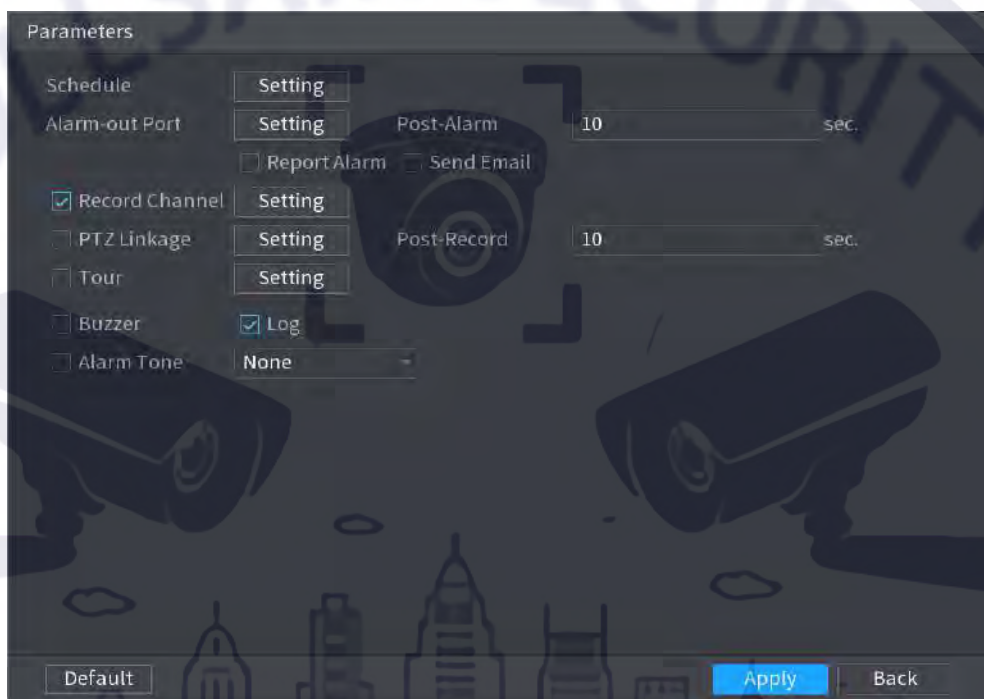 Parameters
Schedule Setting
Alarm-out Port Setting Post-Alarm 10 sec.
Report Alarm Send Email
Record Channel Setting
PTZ Linkage Setting Post-Record 10 sec.
Tour Setting
Buzzer Log
Alarm Tone None
Default Apply Back